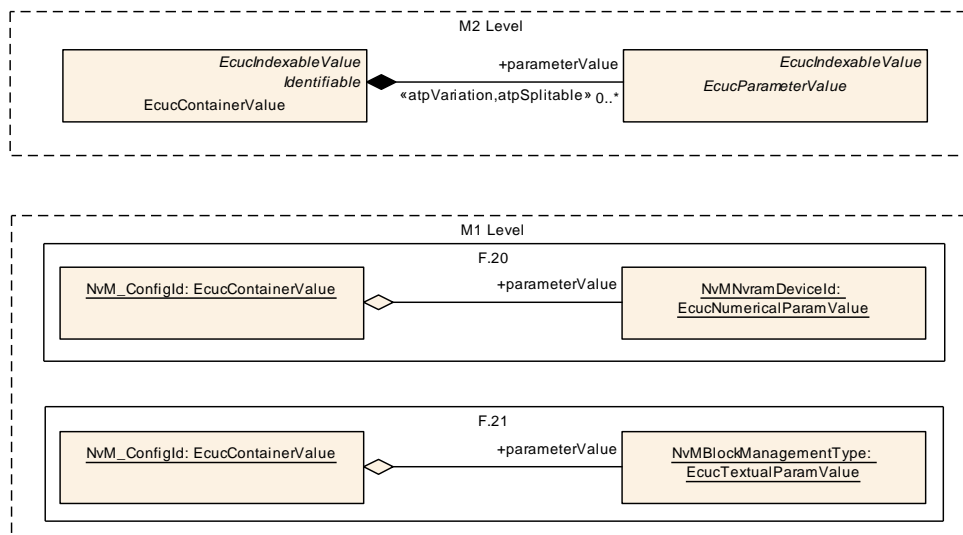 M2 Level
EcucIndexableValue
Identifiable
EcucContainerValue
+parameterValue
«atpVariation,atpSplitable»
0..*
EcucIndexableValue
EcucParameterValue
M1 Level
F.20
NvM_ConfigId: EcucContainerValue
+parameterValue
NvMNvramDeviceId:
EcucNumericalParamValue
F.21
NvM_ConfigId: EcucContainerValue
+parameterValue
NvMBlockManagementType:
EcucTextualParamValue